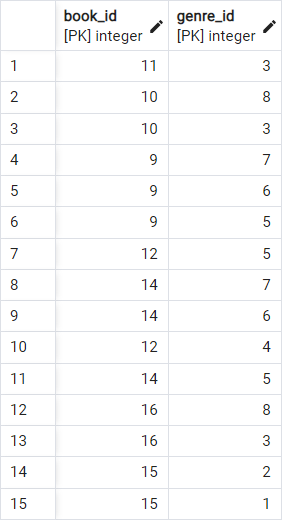 book_id genre_id
[PK] integer [PK] integer
1 11 3
2 10 8
3 10 3
4 9 7
5 9 6
6 9 5
7 12 5
8 14 7
9 14 6
10 12 4
11 14 5
12 16 8
13 16 3
14 15 2
15 15 1